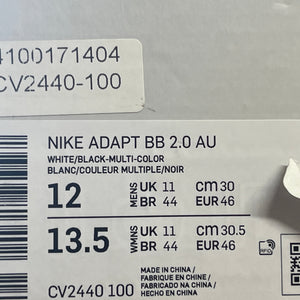 4100171404
CV2440-100
NIKE ADAPT BB 2.0 AU
WHITE/BLACK-MULTI-COLOR
BLANC/COULEUR MULTIPLE/NOIR
12 MENS UK 11 CM 30
BR 44 EUR 46
13.5 WMNS UK 11 CM 30.5
BR 44 EUR 46
MADE IN CHINA /
FABRIQUE EN CHINE /
FABRICADO NA CHINA /
HECHO EN CHINA
CV2440 100